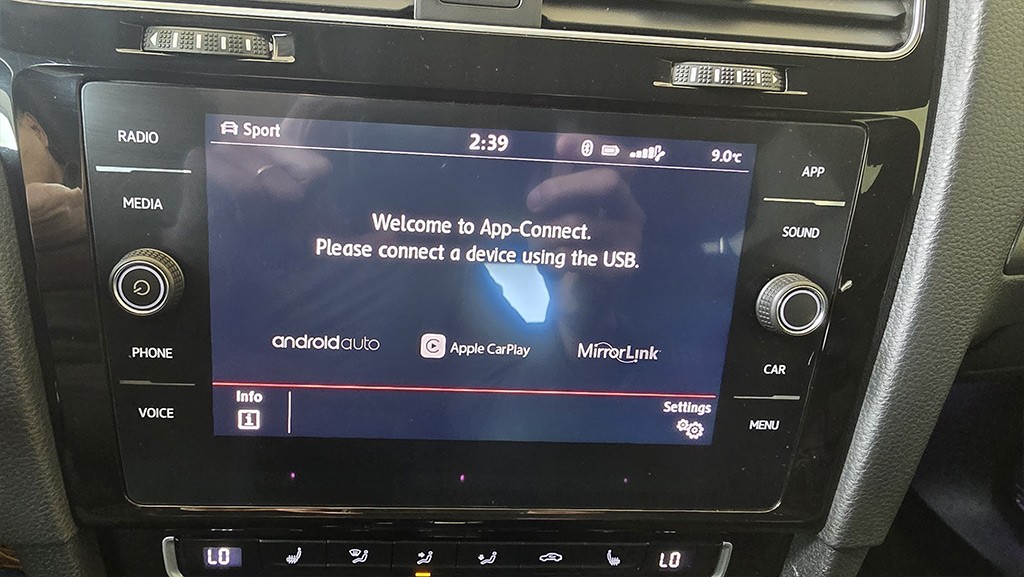 RADIO
MEDIA
PHONE
VOICE
Sport
2:39
9.0°C
Welcome to App-Connect.
Please connect a device using the USB.
androidauto
Apple CarPlay
MirrorLink
Info
i
Settings
APP
SOUND
CAR
MENU
LO
LO